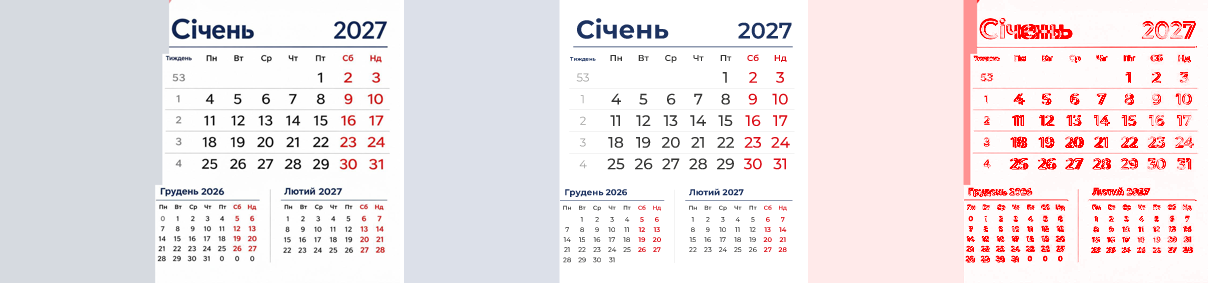 Січень 2027
Тиждень Пн Вт Ср Чт Пт Сб Нд
53 1 2 3
1 4 5 6 7 8 9 10
2 11 12 13 14 15 16 17
3 18 19 20 21 22 23 24
4 25 26 27 28 29 30 31
Грудень 2026
Пн Вт Ср Чт Пт Сб Нд
0 1 2 3 4 5 6
7 8 9 10 11 12 13
14 15 16 17 18 19 20
21 22 23 24 25 26 27
28 29 30 31 0 0 0
Лютий 2027
Пн Вт Ср Чт Пт Сб Нд
1 2 3 4 5 6 7
8 9 10 11 12 13 14
15 16 17 18 19 20 21
22 23 24 25 26 27 28
Січень 2027
Тиждень Пн Вт Ср Чт Пт Сб Нд
53 1 2 3
1 4 5 6 7 8 9 10
2 11 12 13 14 15 16 17
3 18 19 20 21 22 23 24
4 25 26 27 28 29 30 31
Грудень 2026
Пн Вт Ср Чт Пт Сб Нд
1 2 3 4 5 6
7 8 9 10 11 12 13
14 15 16 17 18 19 20
21 22 23 24 25 26 27
28 29 30 31
Лютий 2027
Пн Вт Ср Чт Пт Сб Нд
1 2 3 4 5 6 7
8 9 10 11 12 13 14
15 16 17 18 19 20 21
22 23 24 25 26 27 28
Січень 2027
53 1 2 3
1 4 5 6 7 8 9 10
2 11 12 13 14 15 16 17
3 18 19 20 21 22 23 24
4 25 26 27 28 29 30 31
Грудень 2026
Лютий 2027